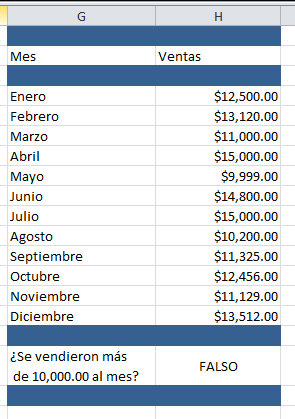 G H
Mes Ventas
Enero $12,500.00
Febrero $13,120.00
Marzo $11,000.00
Abril $15,000.00
Mayo $9,999.00
Junio $14,800.00
Julio $15,000.00
Agosto $10,200.00
Septiembre $11,325.00
Octubre $12,456.00
Noviembre $11,129.00
Diciembre $13,512.00
¿Se vendieron más
de 10,000.00 al mes? FALSO